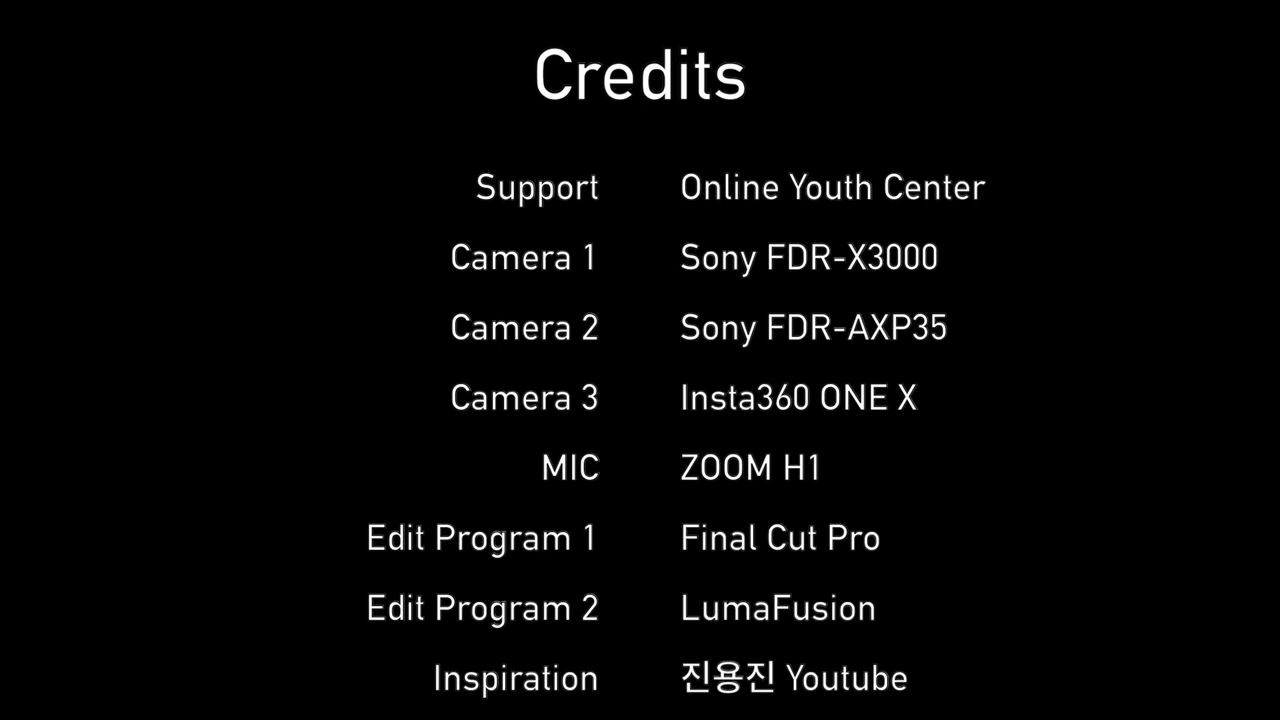 Credits
Support Online Youth Center
Camera 1 Sony FDR-X3000
Camera 2 Sony FDR-AXP35
Camera 3 Insta360 ONE X
MIC ZOOM H1
Edit Program 1 Final Cut Pro
Edit Program 2 LumaFusion
Inspiration 진용진 Youtube